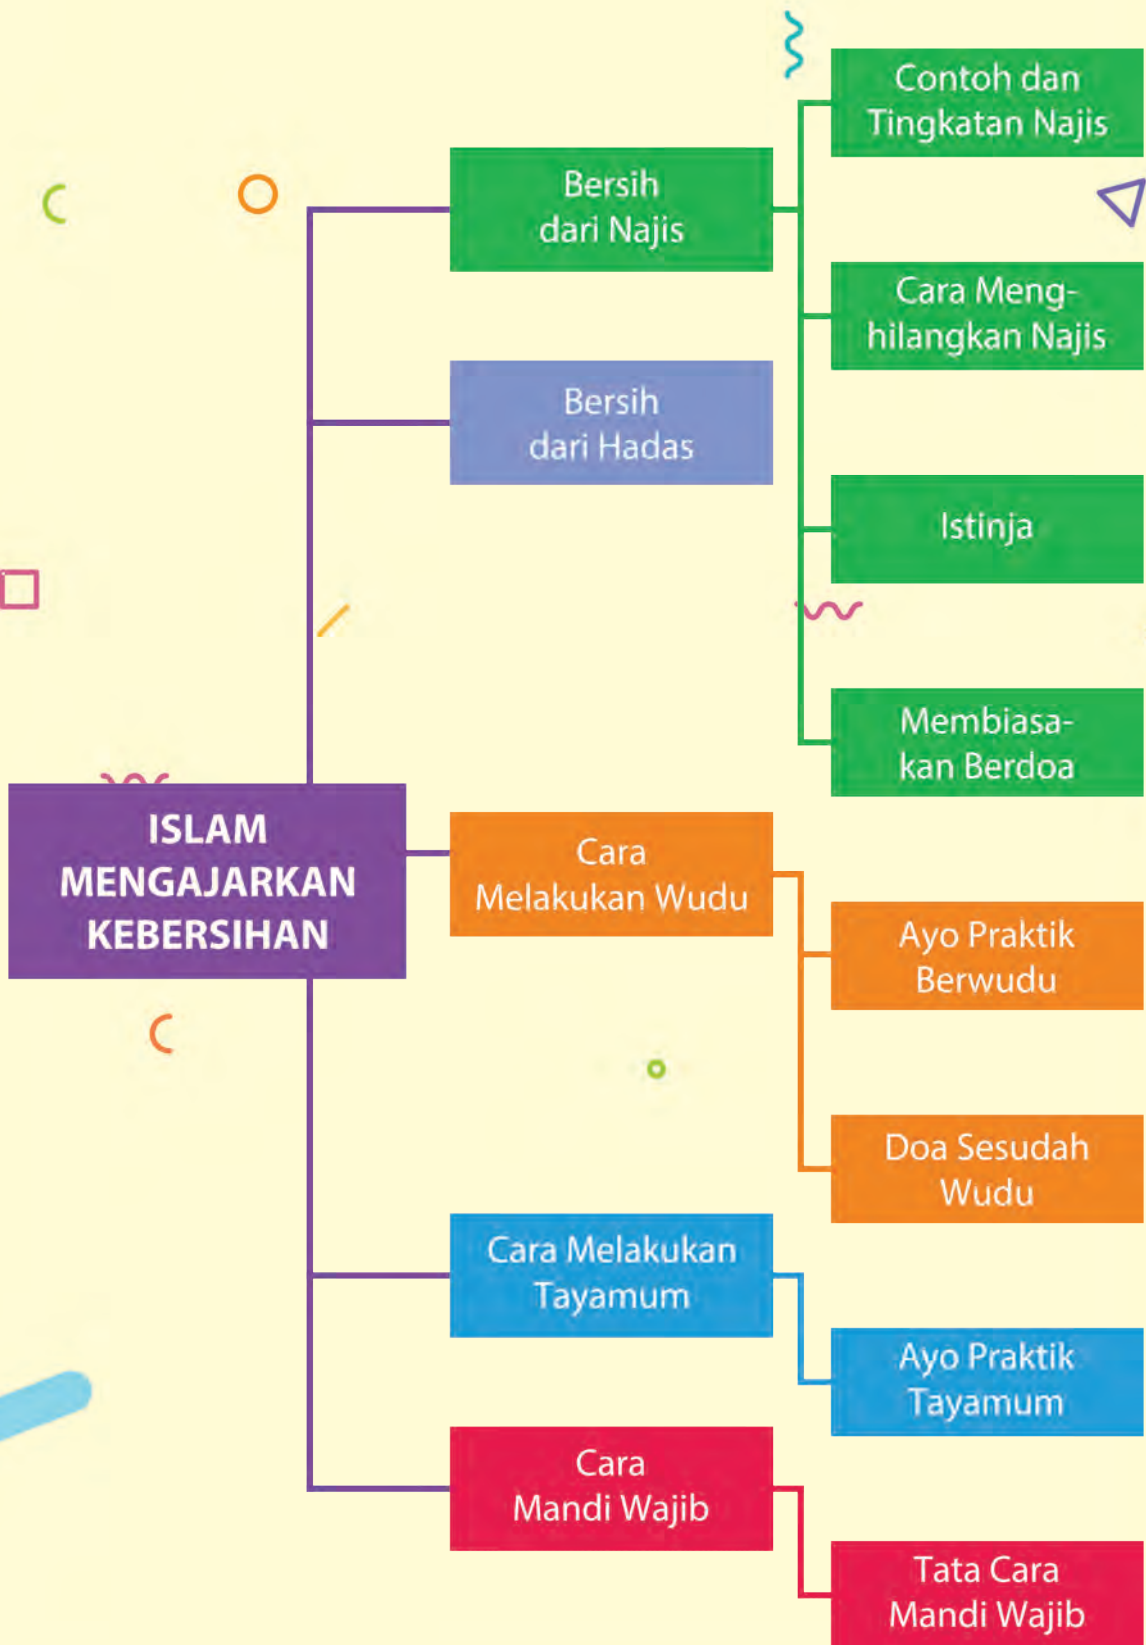 Contoh dan
Tingkatan Najis
Bersih
dari Najis
Cara Meng-
hilangkan Najis
Bersih
dari Hadas
Istinja
Membiasa-
kan Berdoa
ISLAM
MENGAJARKAN
KEBERSIHAN
Cara
Melakukan Wudu
Ayo Praktik
Berwudu
Doa Sesudah
Wudu
Cara Melakukan
Tayamum
Ayo Praktik
Tayamum
Cara
Mandi Wajib
Tata Cara
Mandi Wajib